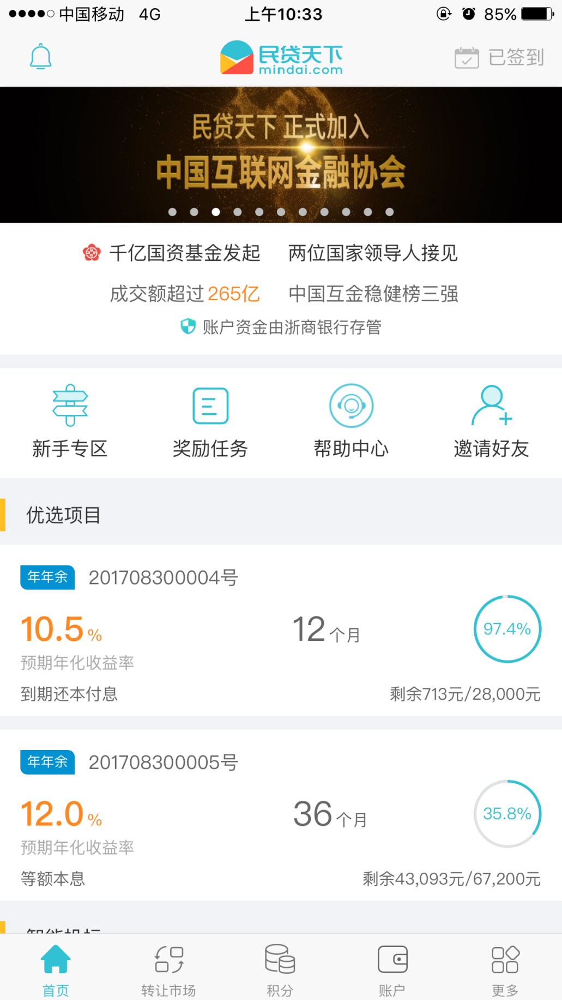 中国移动 4G 上午10:33 85%
民贷天下
mindai.com
已签到
民贷天下 正式加入
中国互联网金融协会
千亿国资基金发起 两位国家领导人接见
成交额超过265亿 中国互金稳健榜三强
账户资金由浙商银行存管
新手专区 奖励任务 帮助中心 邀请好友
优选项目
年年余 201708300004号
10.5% 12个月 97.4%
预期年化收益率
到期还本付息 剩余713元/28,000元
年年余 201708300005号
12.0% 36个月 35.8%
预期年化收益率
等额本息 剩余43,093元/67,200元
首页 转让市场 积分 账户 更多